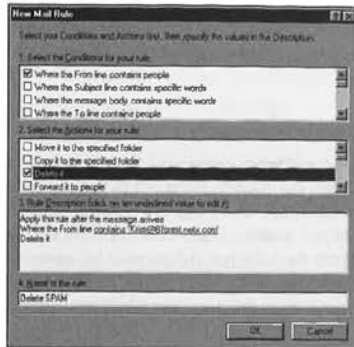 New Mail Rule
Select your Conditions and Actions first, then specify the values in the Description.
1. Select the Conditions for your rule:
Where the From line contains people
Where the Subject line contains specific words
Where the message body contains specific words
Where the To line contains people
2. Select the Actions for your rule:
Move it to the specified folder
Copy it to the specified folder
Delete it
Forward it to people
3. Rule Description (click on an underlined value to edit it):
Apply this rule after the message arrives
Where the From line contains
Delete it
4. Name of the rule:
Delete SPAM
OK
Cancel